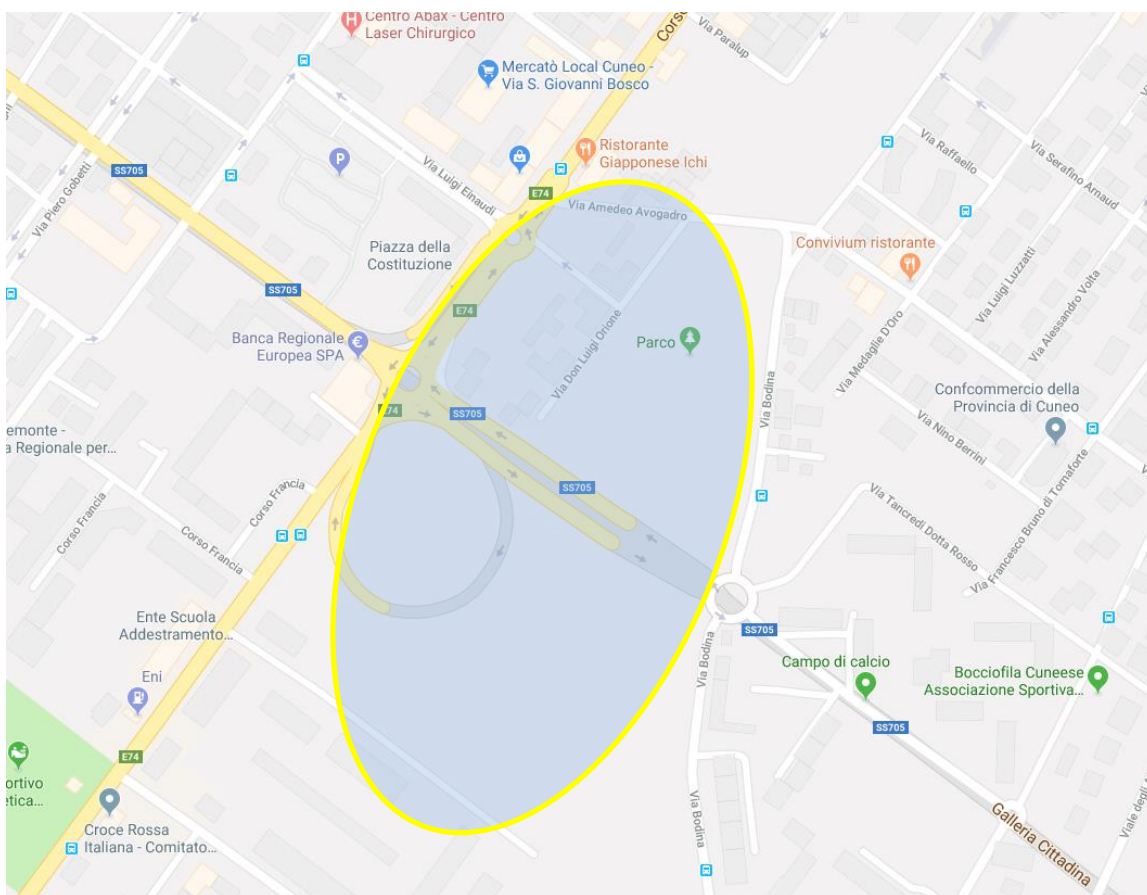 Centro Abax - Centro
Laser Chirurgico
Corso
Via Paralup
Mercatò Local Cuneo -
Via S. Giovanni Bosco
Ristorante
Giapponese Ichi
Via Raffaello
Via Serafino Arnaud
SS705
P
Via Piero Gobetti
Via Luigi Einaudi
E74
Via Amedeo Avogadro
Convivium ristorante
Via Luigi Luzzatti
Via Alessandro Volta
Piazza della
Costituzione
SS705
E74
Banca Regionale
Europea SPA
Via Don Luigi Orione
Parco
Via Medaglie D'Oro
Via Bodina
Confcommercio della
Provincia di Cuneo
E74
SS705
Via Nino Berrini
emonte -
a Regionale per...
SS705
Corso Francia
Corso Francia
Corso Francia
Via Tancredi Dotta Rosso
Via Francesco Bruno di Tornaforte
Ente Scuola
Addestramento...
SS705
Via Bodina
Campo di calcio
Bocciofila Cuneese
Associazione Sportiva...
Eni
SS705
E74
ortivo
etica...
Croce Rossa
Italiana - Comitato...
Via Bodina
Galleria Cittadina
Viale degli